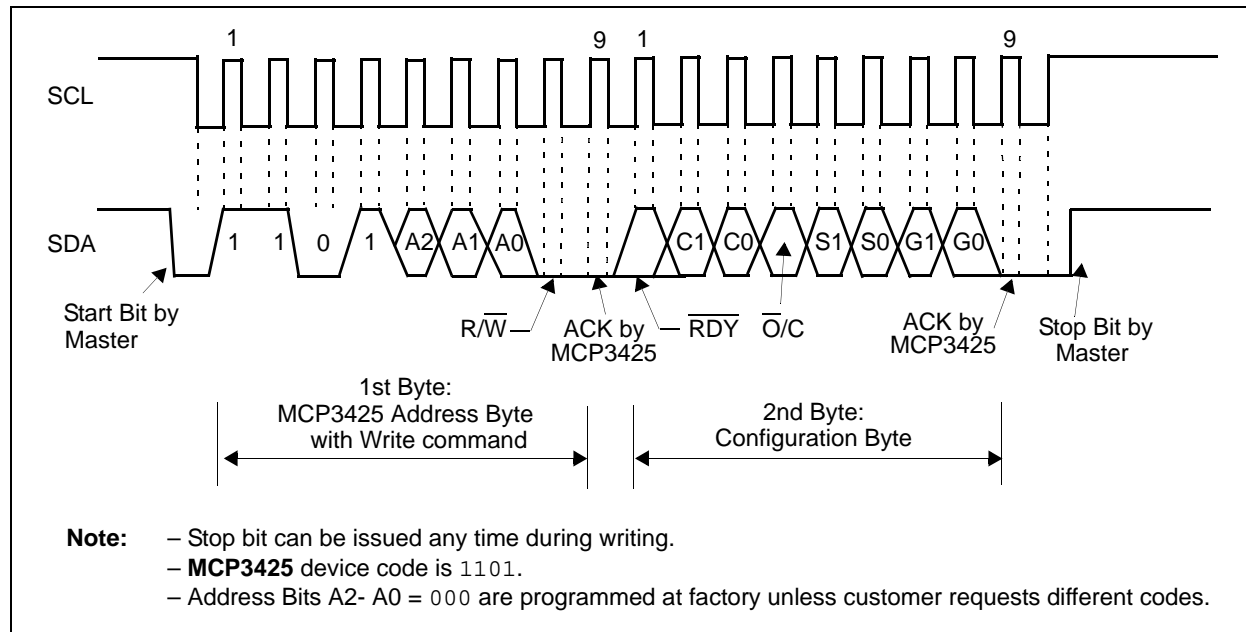 1 9 1 9
SCL
SDA
1 1 0 1 A2 A1 A0 C1 C0 S1 S0 G1 G0
Start Bit by
Master
R/W̅
ACK by
MCP3425
R̅D̅Y̅
O̅/C
ACK by
MCP3425
Stop Bit by
Master
1st Byte:
MCP3425 Address Byte
with Write command
2nd Byte:
Configuration Byte
Note: – Stop bit can be issued any time during writing.
– MCP3425 device code is 1101.
– Address Bits A2- A0 = 000 are programmed at factory unless customer requests different codes.